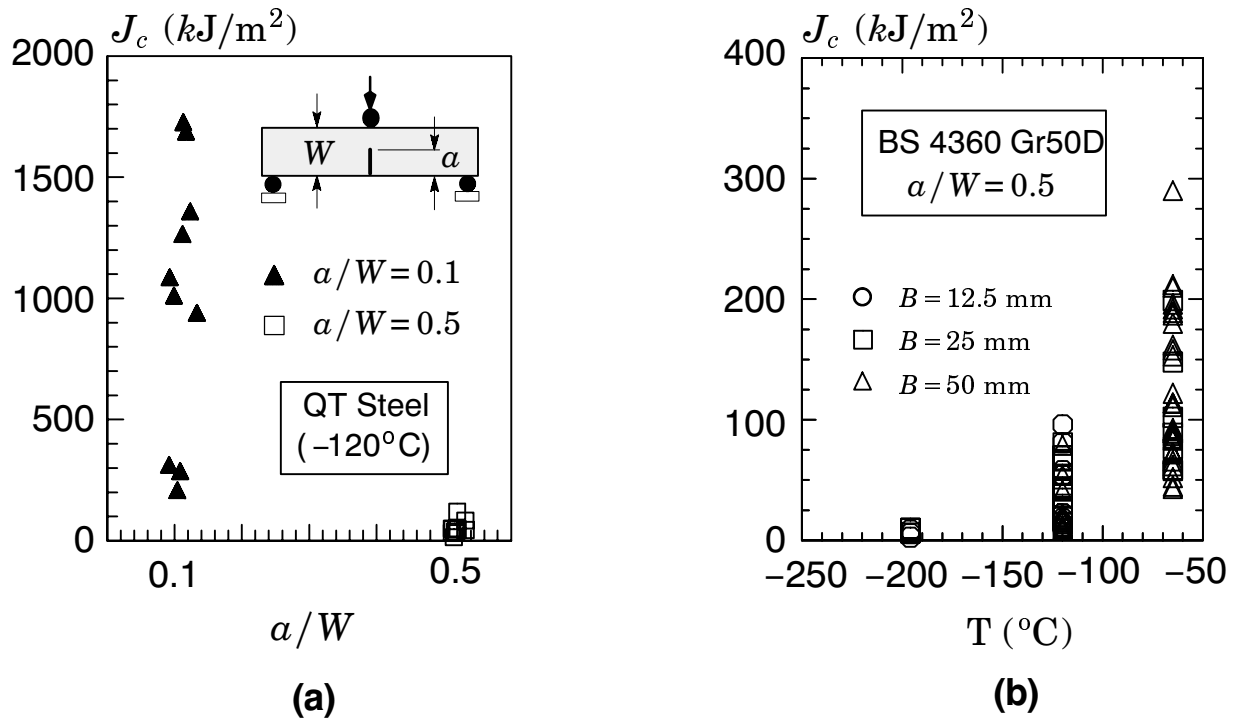 J_c (kJ/m²)
2000
1500
1000
500
0
W
a
a/W=0.1
a/W=0.5
QT Steel
(−120°C)
0.1
0.5
a/W
(a)
J_c (kJ/m²)
400
300
200
100
0
BS 4360 Gr50D
a/W=0.5
B=12.5 mm
B=25 mm
B=50 mm
−250 −200 −150 −100 −50
T (°C)
(b)